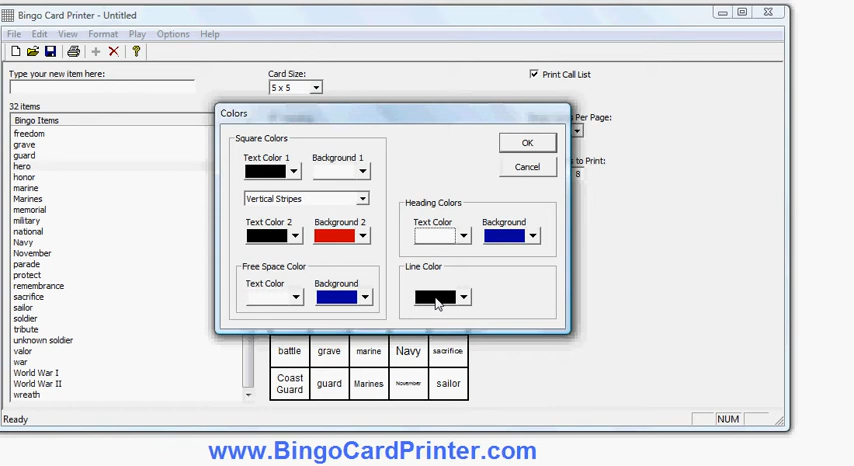 Bingo Card Printer - Untitled
File Edit View Format Play Options Help
Type your new item here:
Card Size:
5 x 5
Print Call List
32 items
Bingo Items
freedom
grave
guard
hero
honor
marine
Marines
memorial
military
national
Navy
November
parade
protect
remembrance
sacrifice
sailor
soldier
tribute
unknown soldier
valor
war
World War I
World War II
wreath
Per Page:
to Print:
8
Colors
OK
Cancel
Square Colors
Text Color 1 Background 1
Vertical Stripes
Text Color 2 Background 2
Free Space Color
Text Color Background
Heading Colors
Text Color Background
Line Color
battle grave marine Navy sacrifice
Coast Guard guard Marines November sailor
Ready
NUM
www.BingoCardPrinter.com